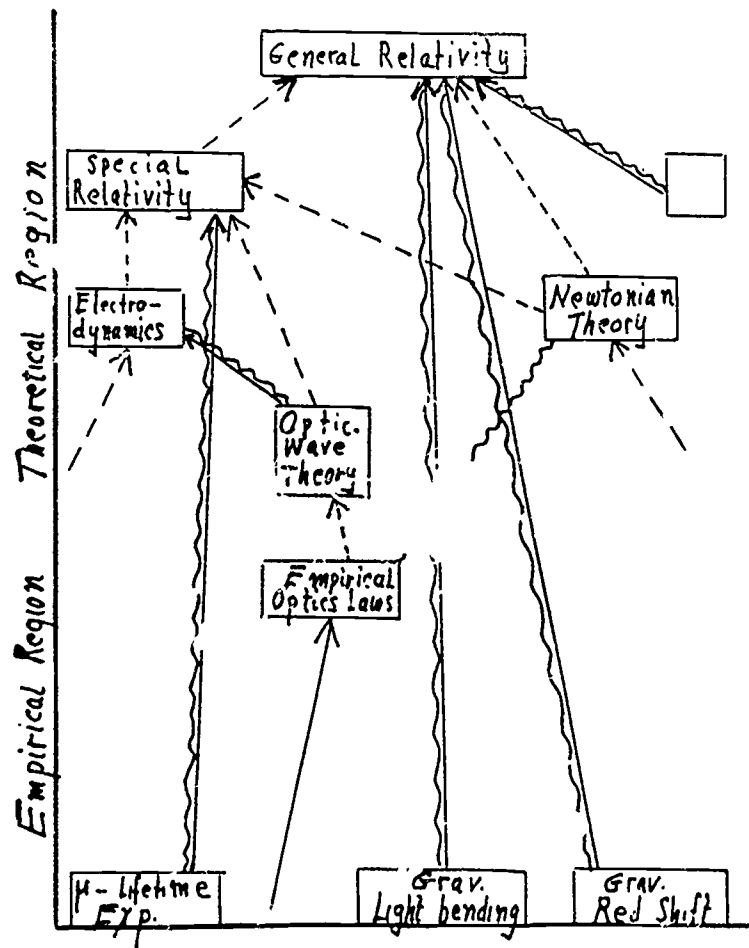 General Relativity
Special
Relativity
Electro-
dynamics
Newtonian
Theory
Optic.
Wave
Theory
Empirical
Optics Laws
μ-Lifetime
Exp.
Grav.
Light bending
Grav.
Red Shift
Theoretical Region
Empirical Region